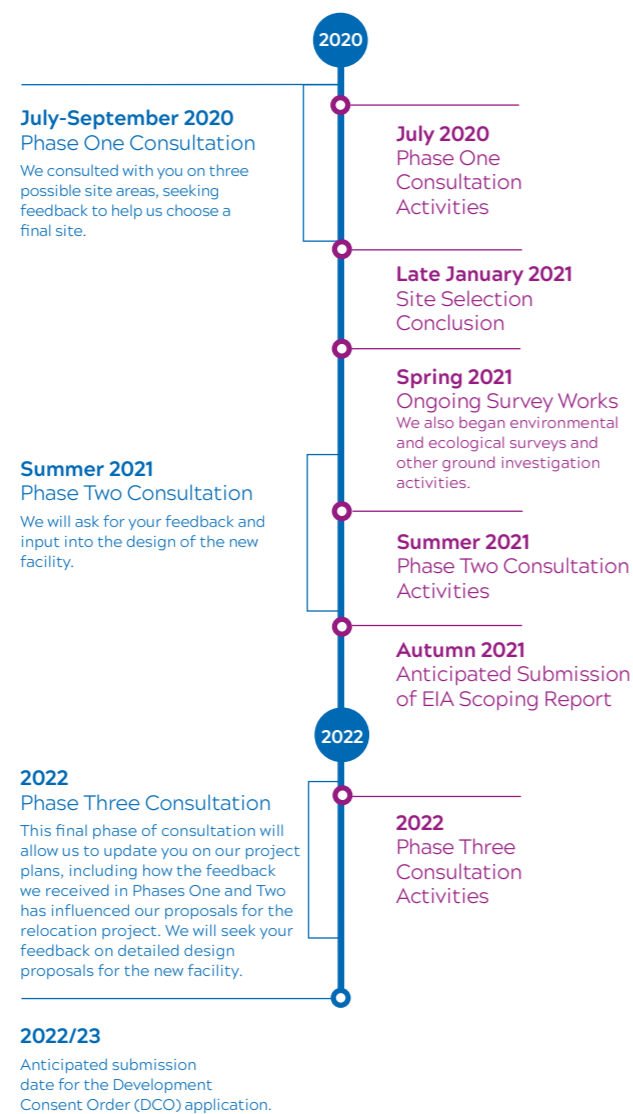 2020
July-September 2020
Phase One Consultation
We consulted with you on three
possible site areas, seeking
feedback to help us choose a
final site.
July 2020
Phase One
Consultation
Activities
Late January 2021
Site Selection
Conclusion
Spring 2021
Ongoing Survey Works
We also began environmental
and ecological surveys and
other ground investigation
activities.
Summer 2021
Phase Two Consultation
We will ask for your feedback and
input into the design of the new
facility.
Summer 2021
Phase Two Consultation
Activities
Autumn 2021
Anticipated Submission
of EIA Scoping Report
2022
2022
Phase Three Consultation
This final phase of consultation will
allow us to update you on our project
plans, including how the feedback
we received in Phases One and Two
has influenced our proposals for the
relocation project. We will seek your
feedback on detailed design
proposals for the new facility.
2022
Phase Three
Consultation
Activities
2022/23
Anticipated submission
date for the Development
Consent Order (DCO) application.